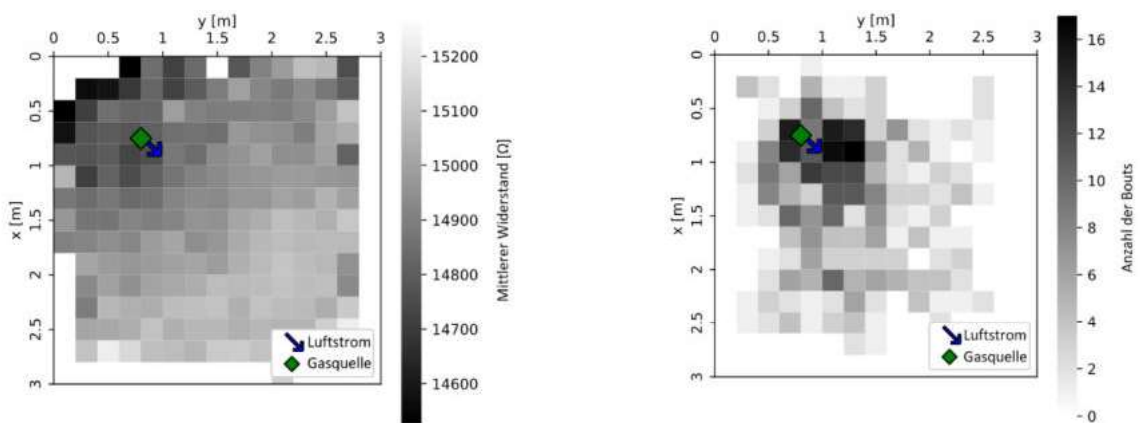 y [m]
0 0.5 1 1.5 2 2.5 3
x [m]
0
0.5
1
1.5
2
2.5
3
Luftstrom
Gasquelle
15200
15100
15000
14900
14800
14700
14600
Mittlerer Widerstand [Ω]
y [m]
0 0.5 1 1.5 2 2.5 3
x [m]
0
0.5
1
1.5
2
2.5
3
Luftstrom
Gasquelle
16
14
12
10
8
6
4
2
0
Anzahl der Bouts